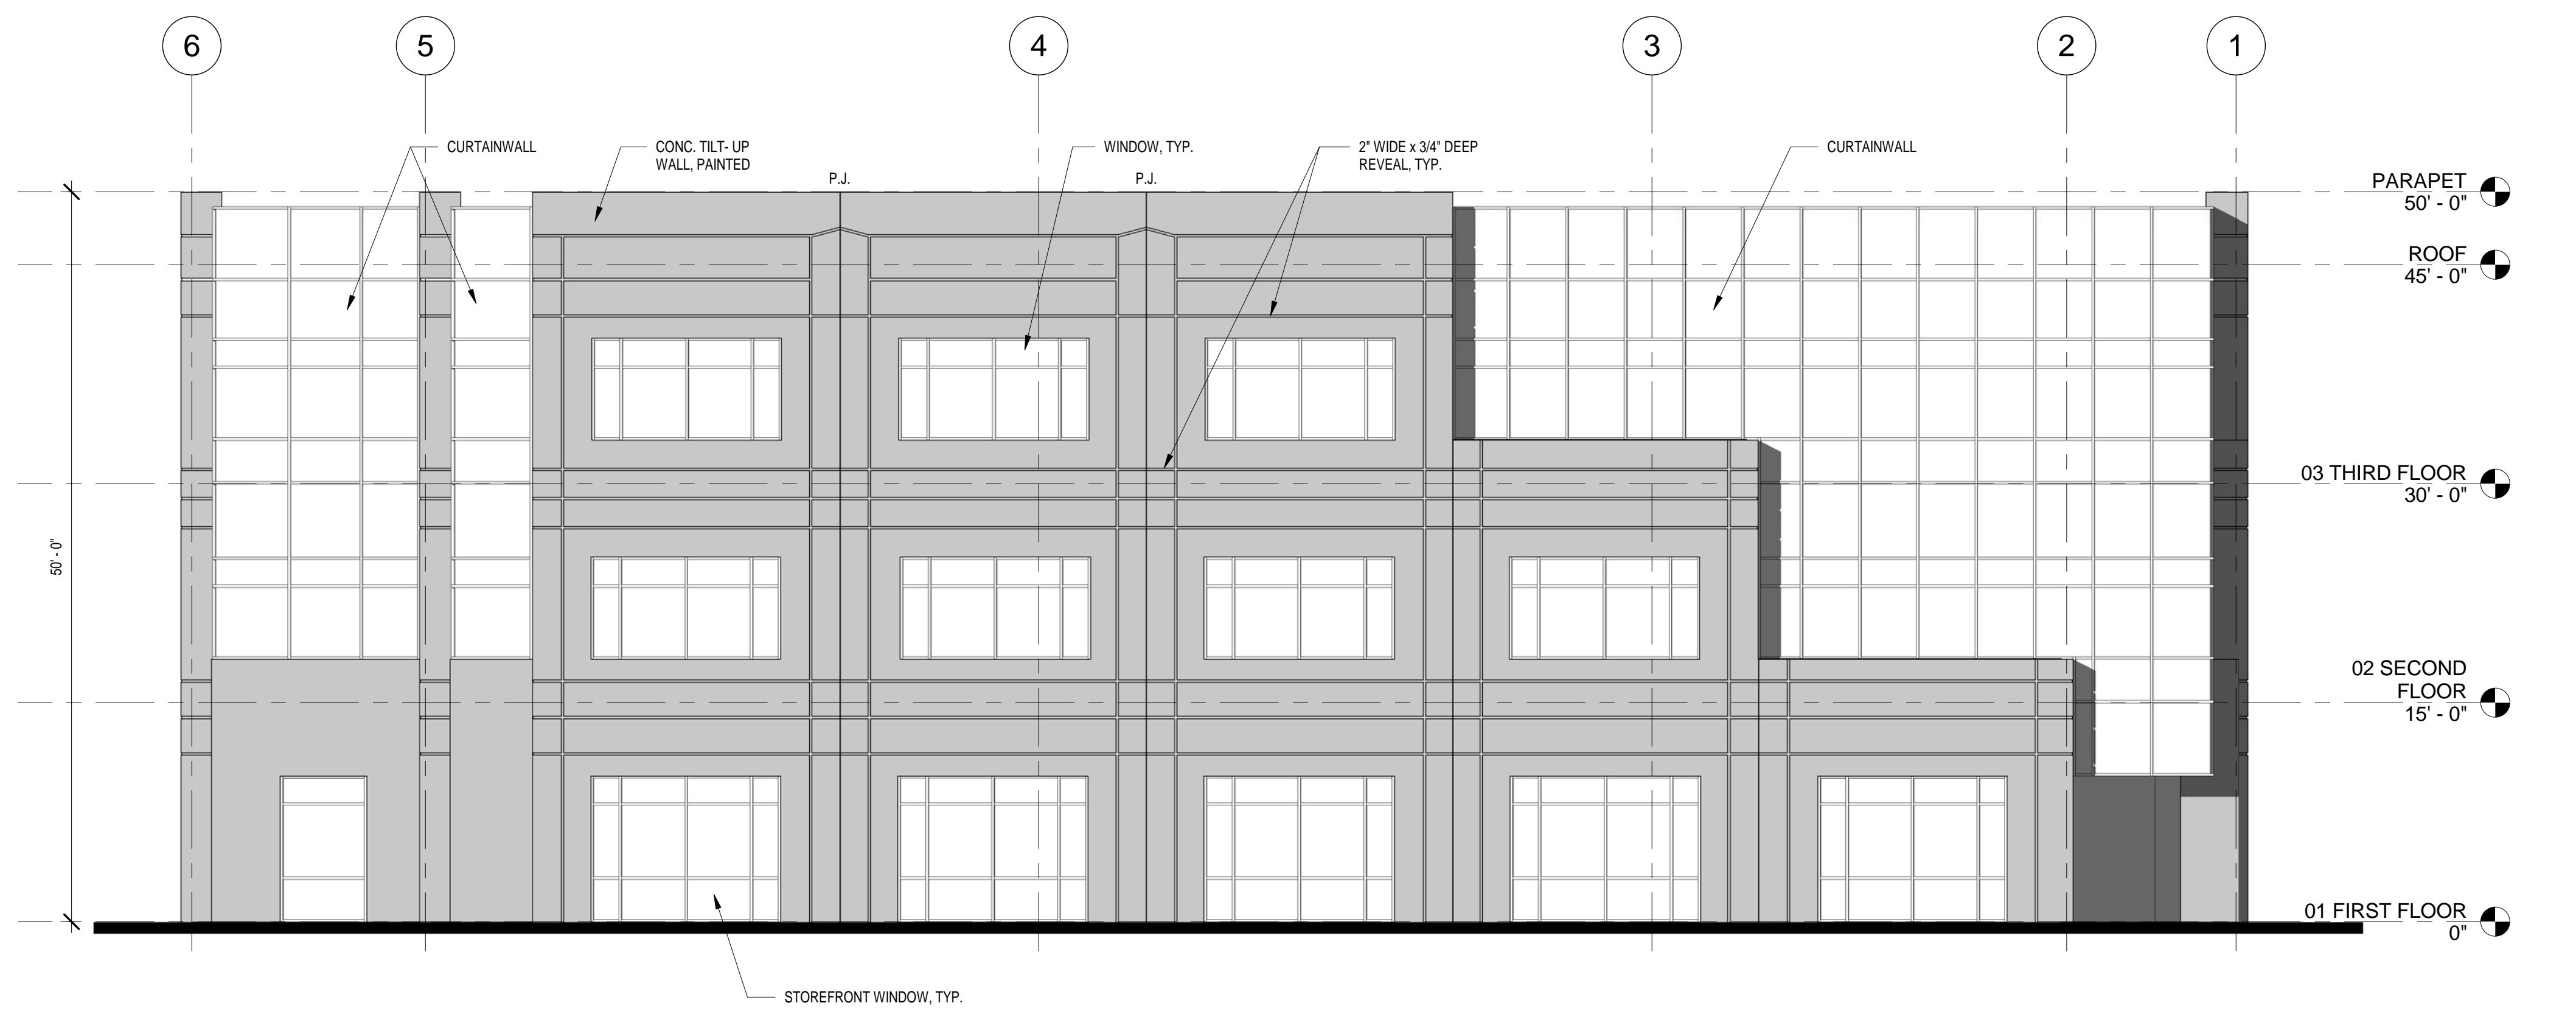 6
5
4
3
2
1
CURTAINWALL
CONC. TILT- UP
WALL, PAINTED
WINDOW, TYP.
2" WIDE x 3/4" DEEP
REVEAL, TYP.
CURTAINWALL
P.J.
P.J.
PARAPET
50' - 0"
ROOF
45' - 0"
03 THIRD FLOOR
30' - 0"
50' - 0"
02 SECOND
FLOOR
15' - 0"
01 FIRST FLOOR
0"
STOREFRONT WINDOW, TYP.